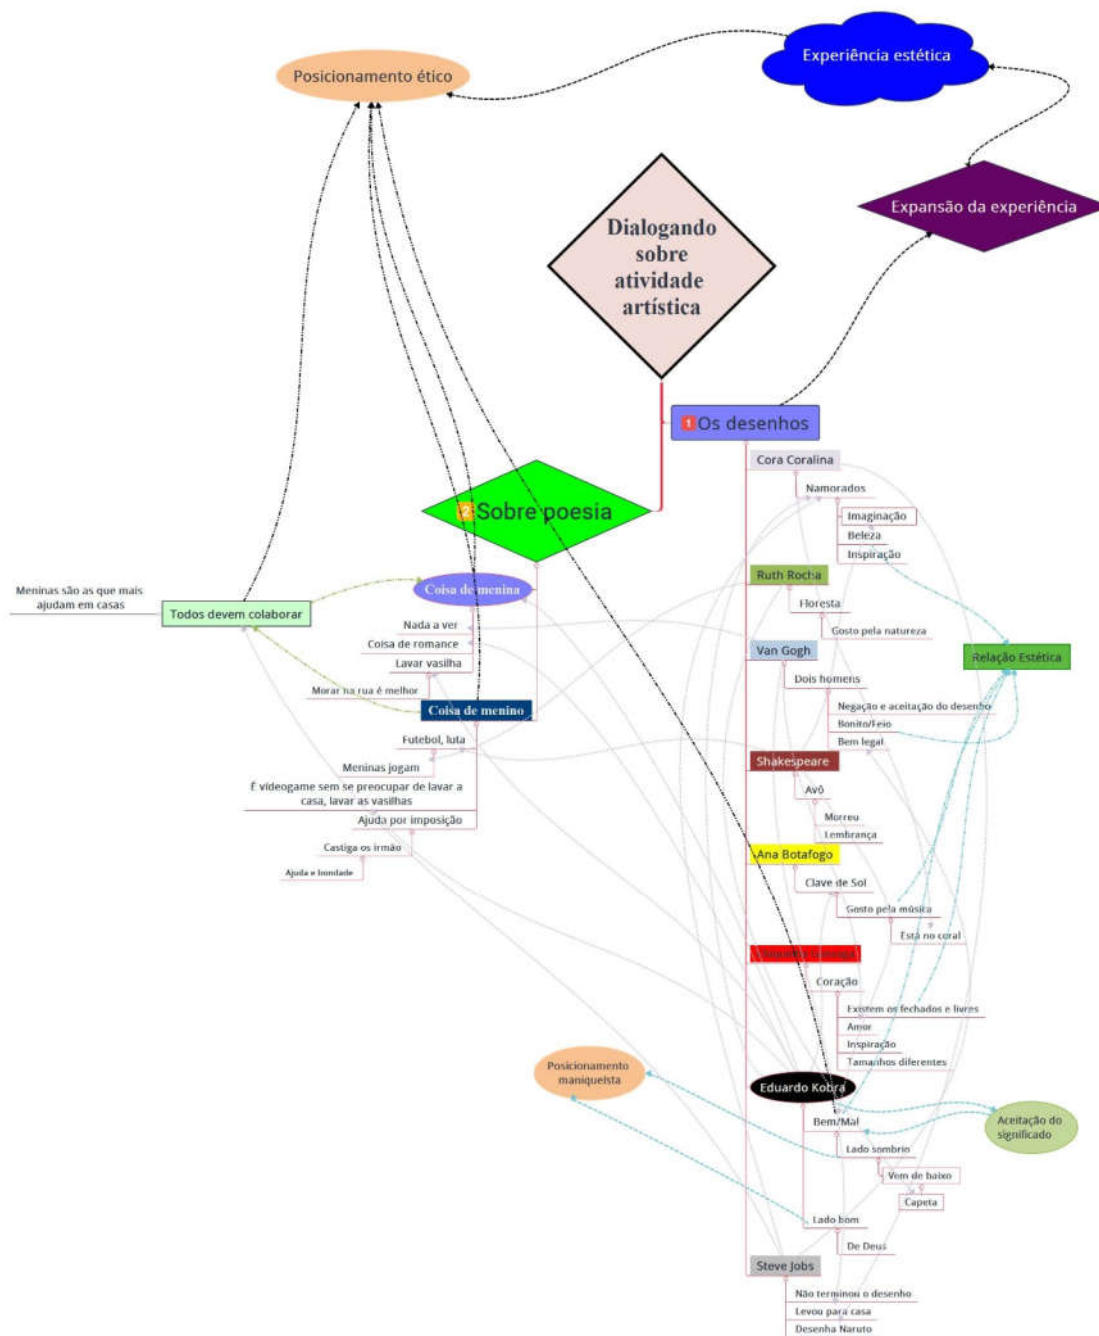 Experiência estética
Posicionamento ético
Expansão da experiência
Dialogando
sobre
atividade
artística
1 Os desenhos
Cora Coralina
Namorados
Imaginação
Beleza
Inspiração
2 Sobre poesia
Ruth Rocha
Floresta
Gosto pela natureza
Coisa de menina
Meninas são as que mais
ajudam em casas
Todos devem colaborar
Nada a ver
Coisa de romance
Lavar vasilha
Morar na rua é melhor
Van Gogh
Dois homens
Negação e aceitação do desenho
Bonito/Feio
Bem legal
Relação Estética
Coisa de menino
Futebol, luta
Meninas jogam
É vídeogame sem se preocupar de lavar a
casa, lavar as vasilhas
Ajuda por imposição
Castiga os irmão
Ajuda e bondade
Shakespeare
Avô
Morreu
Lembrança
Ana Botafogo
Clave de Sol
Gosto pela música
Está no coral
Coração
Existem os fechados e livres
Amor
Inspiração
Tamanhos diferentes
Posicionamento
maniqueísta
Eduardo Kobra
Bem/Mal
Aceitação do
significado
Lado sombrio
Vem de baixo
Capeta
Lado bom
De Deus
Steve Jobs
Não terminou o desenho
Levou para casa
Desenha Naruto